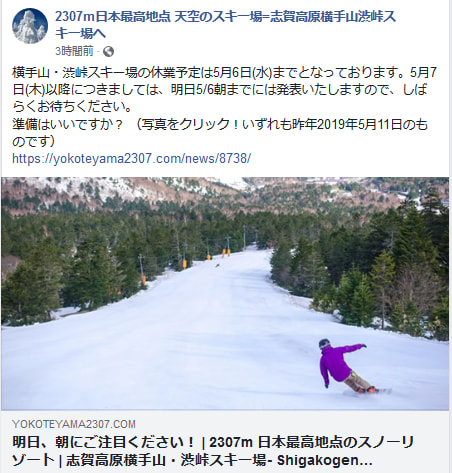 2307m日本最高地点 天空のスキー場=志賀高原横手山渋峠ス
キー場へ
3時間前 ·
横手山・渋峠スキー場の休業予定は5月6日(水)までとなっております。5月7
日(木)以降につきましては、明日5/6朝までには発表いたしますので、しば
らくお待ちください。
準備はいいですか？ （写真をクリック！いずれも昨年2019年5月11日のも
のです）
https://yokoteyama2307.com/news/8738/
YOKOTEYAMA2307.COM
明日、朝にご注目ください！ | 2307m 日本最高地点のスノーリ
ゾート | 志賀高原横手山・渋峠スキー場- Shigakogen...